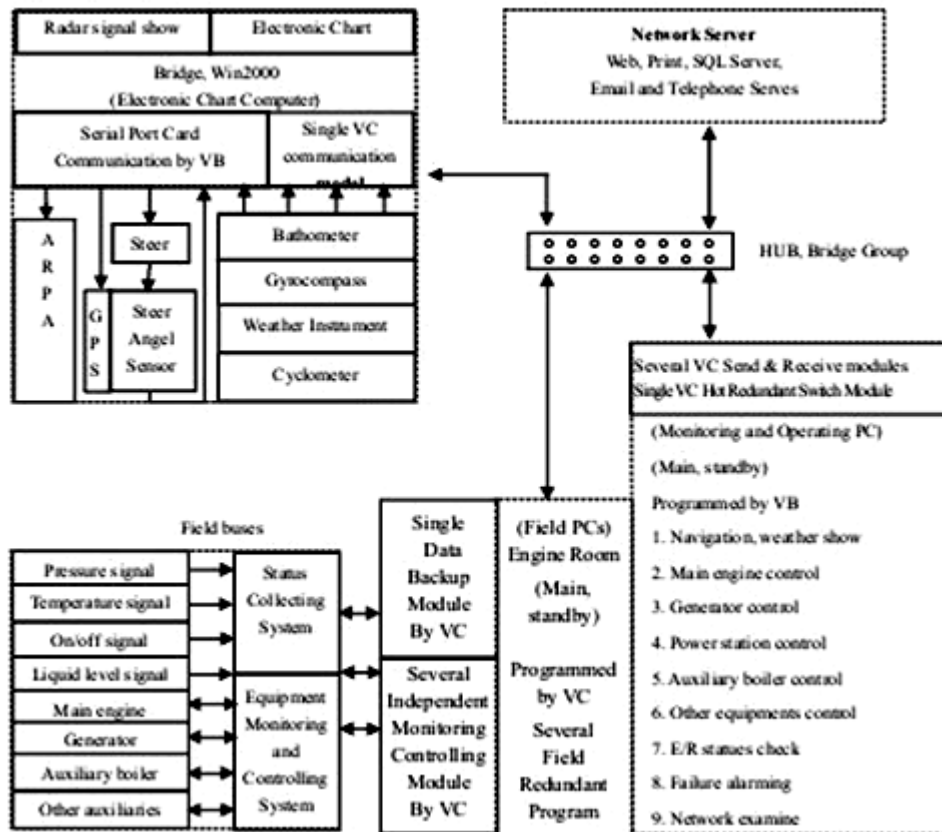 Radar signal show
Electronic Chart
Bridge, Win2000
(Electronic Chart Computer)
Serial Port Card
Communication by VB
Single VC
communication
model
A
R
P
A
G
P
S
Steer
Steer
Angel
Sensor
Bathometer
Gyrocompass
Weather Instrument
Cyclometer
Network Server
Web, Print, SQL Server,
Email and Telephone Serves
HUB, Bridge Group
Several VC Send & Receive modules
Single VC Hot Redundant Switch Module
(Monitoring and Operating PC)
(Main, standby)
Programmed by VB
1. Navigation, weather show
2. Main engine control
3. Generator control
4. Power station control
5. Auxiliary boiler control
6. Other equipments control
7. E/R statues check
8. Failure alarming
9. Network examine
Field buses
Pressure signal
Temperature signal
On/off signal
Liquid level signal
Main engine
Generator
Auxiliary boiler
Other auxiliaries
Status
Collecting
System
Equipment
Monitoring
and
Controlling
System
Single
Data
Backup
Module
By VC
Several
Independent
Monitoring
Controlling
Module
By VC
(Field PCs)
Engine Room
(Main,
standby)
Programmed
by VC
Several
Field
Redundant
Program